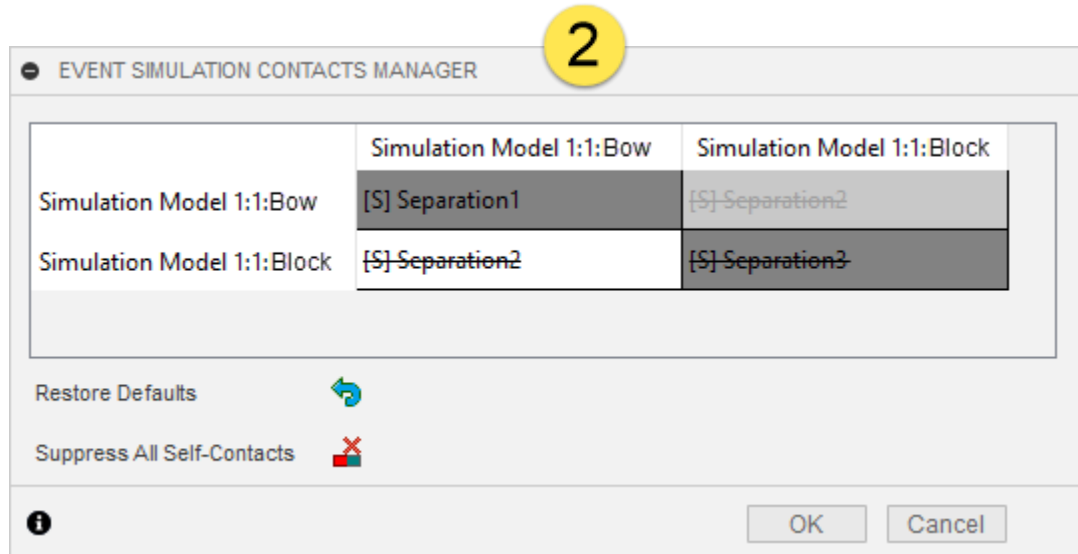 2
EVENT SIMULATION CONTACTS MANAGER
Simulation Model 1:1:Bow Simulation Model 1:1:Block
Simulation Model 1:1:Bow [S] Separation1 [S] Separation2
Simulation Model 1:1:Block [S] Separation2 [S] Separation3
Restore Defaults
Suppress All Self-Contacts
OK Cancel